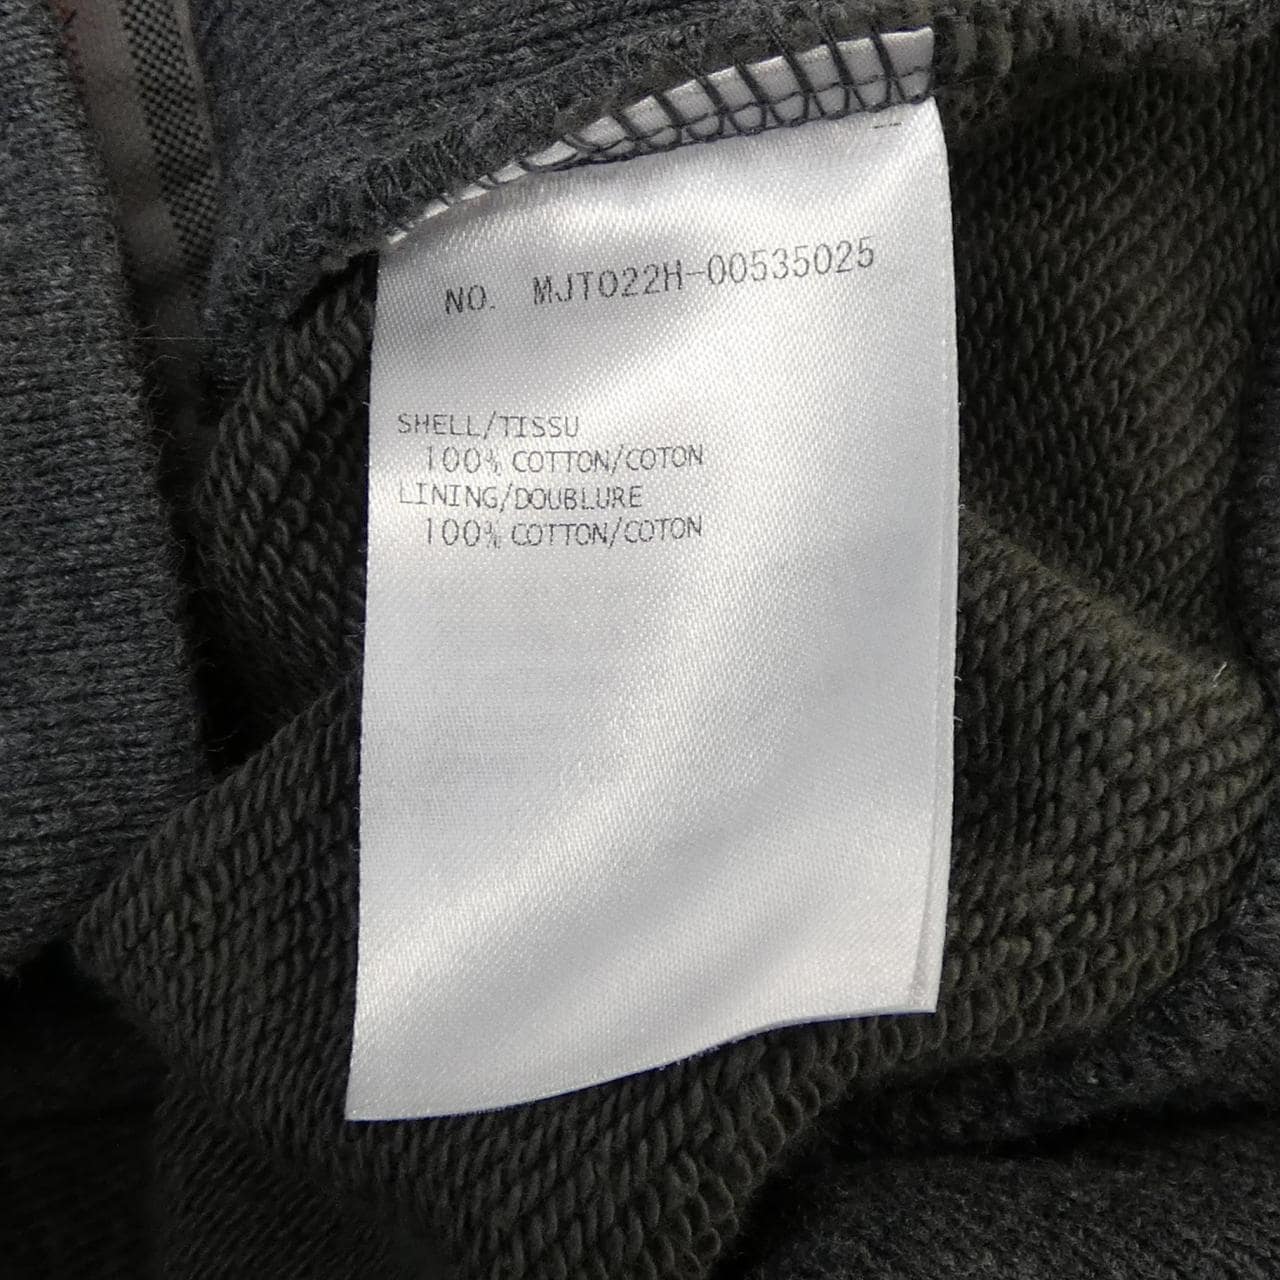 NO. MJT022H-00535025
SHELL/TISSU
100% COTTON/COTON
LINING/DOUBLURE
100% COTTON/COTON